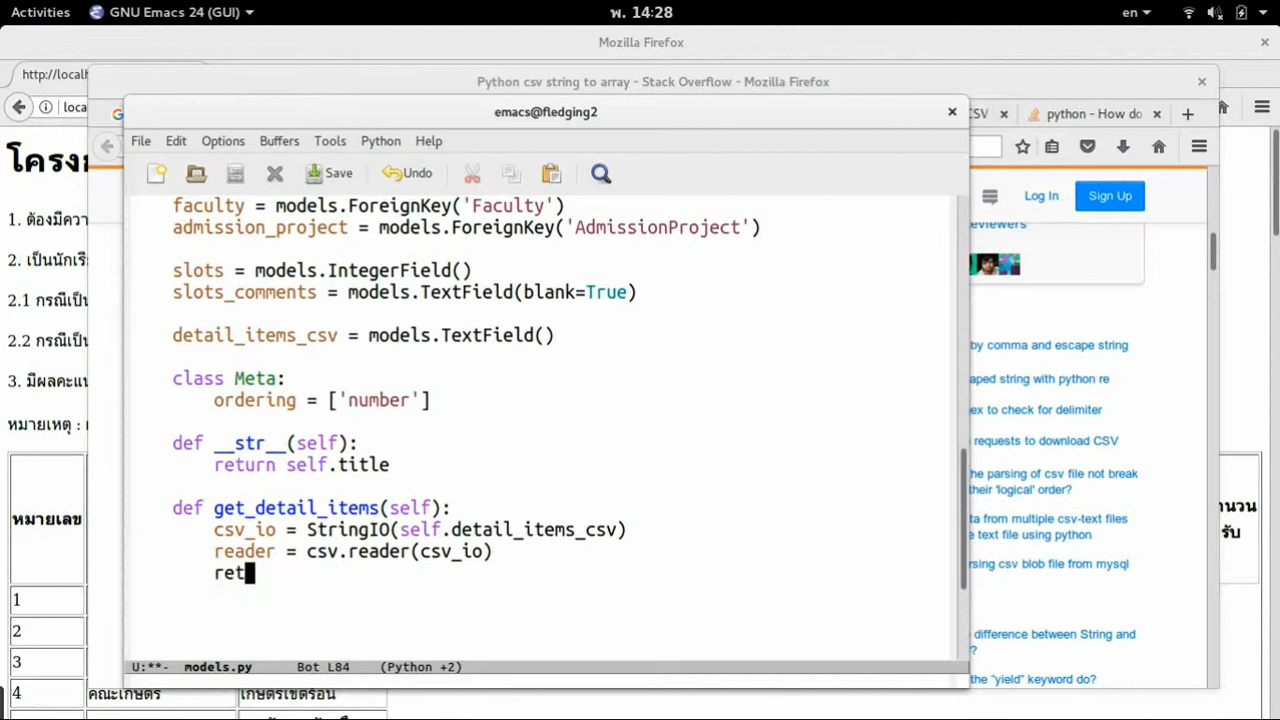 Activities GNU Emacs 24 (GUI) พ. 14:28 en
Mozilla Firefox
http://local
Python csv string to array - Stack Overflow - Mozilla Firefox
loca
emacs@fledging2
CSV python - How do
File Edit Options Buffers Tools Python Help
Save Undo
Log In Sign Up
1. ต้องมีควา
2. เป็นนักเรี
2.1 กรณีเป็น
2.2 กรณีเป็น
3. มีผลคะแน
หมายเหตุ :
faculty = models.ForeignKey('Faculty')
admission_project = models.ForeignKey('AdmissionProject')
slots = models.IntegerField()
slots_comments = models.TextField(blank=True)
detail_items_csv = models.TextField()
class Meta:
ordering = ['number']
def __str__(self):
return self.title
def get_detail_items(self):
csv_io = StringIO(self.detail_items_csv)
reader = csv.reader(csv_io)
ret
U:**- models.py Bot L84 (Python +2)
by comma and escape string
aped string with python re
ex to check for delimiter
requests to download CSV
he parsing of csv file not break
their 'logical' order?
ta from multiple csv-text files
e text file using python
rsing csv blob file from mysql
difference between String and
the "yield" keyword do?
หมายเลข
รับ
1
2
3
4 คณะเกษตร เกษตรเขตร้อน